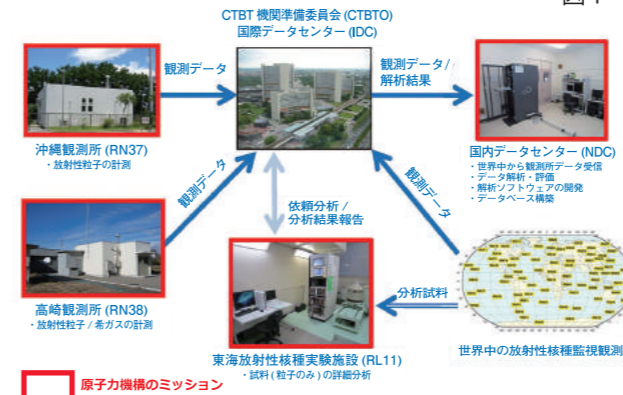 図1
CTBT 機関準備委員会 (CTBTO)
国際データセンター (IDC)
観測データ
観測データ/
解析結果
沖縄観測所 (RN37)
・放射性粒子の計測
国内データセンター (NDC)
・世界中から観測所データ受信
・データ解析・評価
・解析ソフトウェアの開発
・データベース構築
観測データ
依頼分析 /
分析結果報告
観測データ
高崎観測所 (RN38)
・放射性粒子 / 希ガスの計測
分析試料
東海放射性核種実験施設 (RL11)
・試料 ( 粒子のみ ) の詳細分析
世界中の放射性核種監視観測
原子力機構のミッション